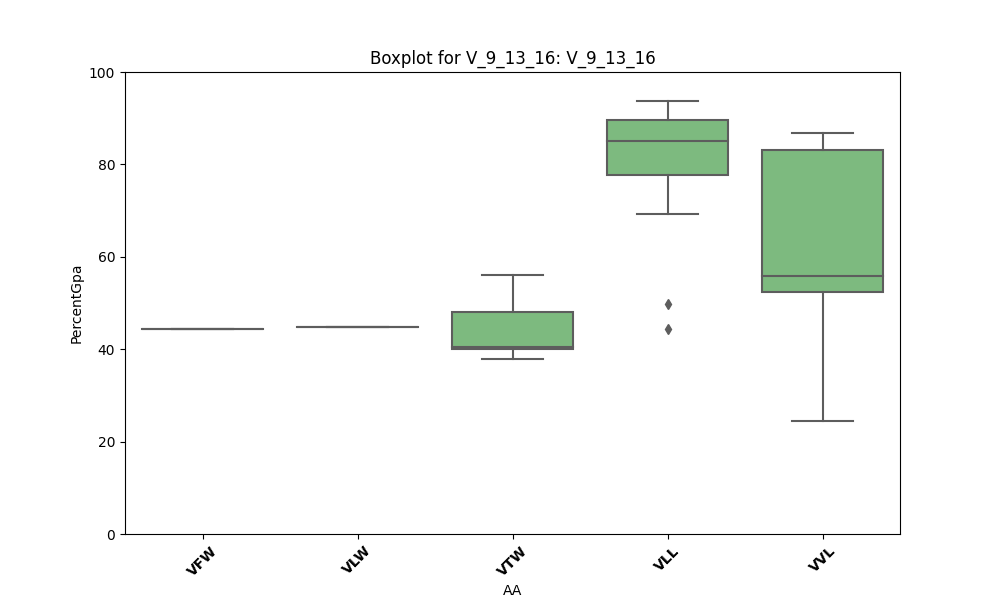 Boxplot for V_9_13_16: V_9_13_16
PercentGpa
100
80
60
40
20
0
VFW
VLW
VTW
VLL
VVL
AA